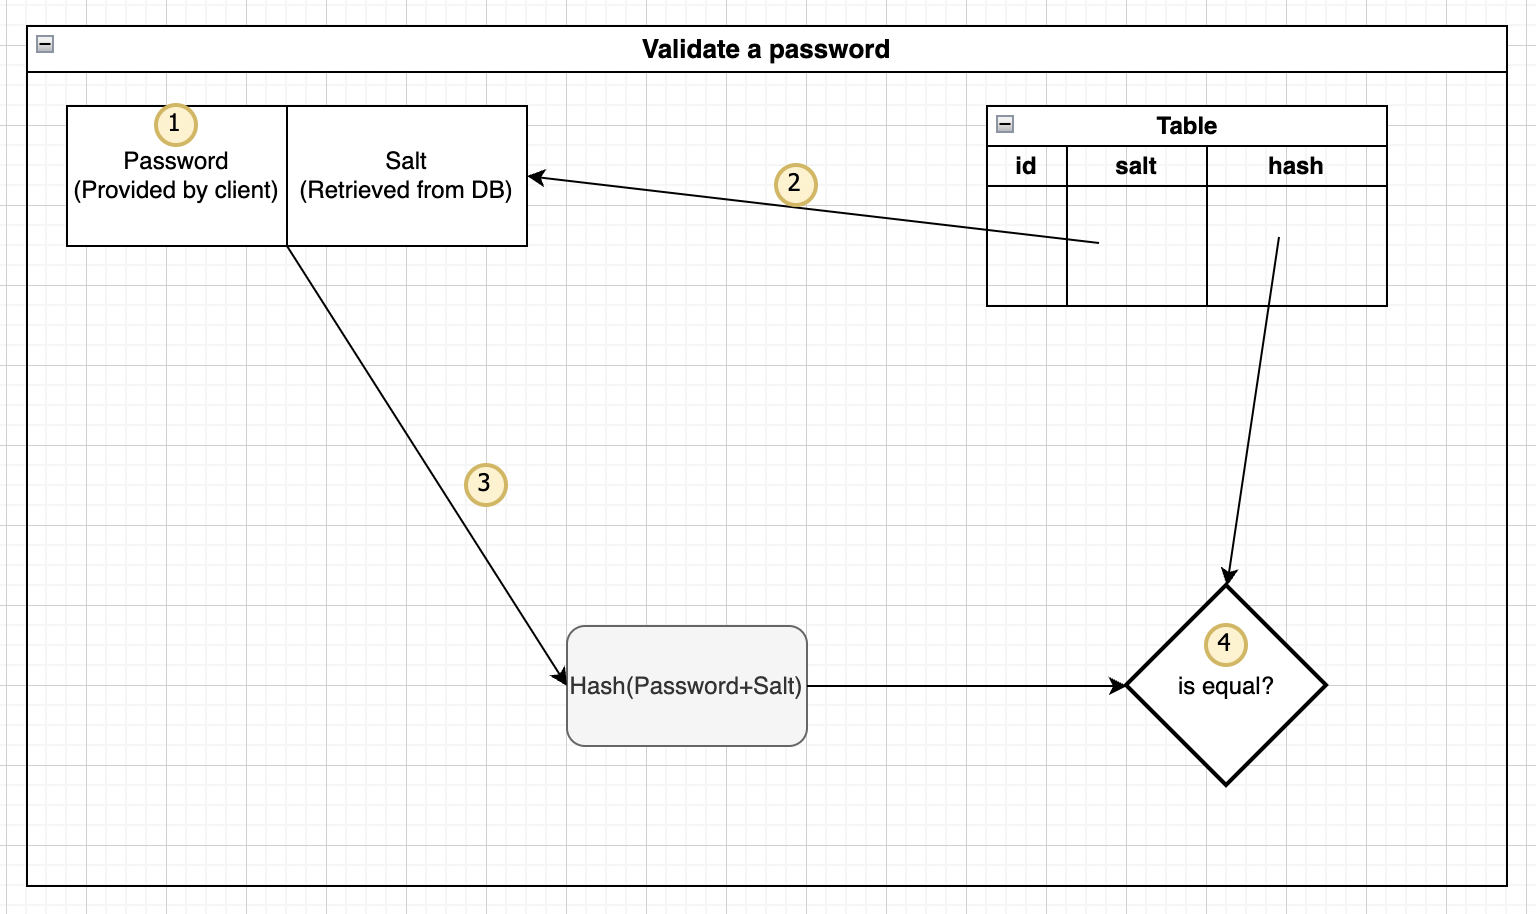 Validate a password
1
Password
(Provided by client)
Salt
(Retrieved from DB)
2
Table
id
salt
hash
3
Hash(Password+Salt)
4
is equal?